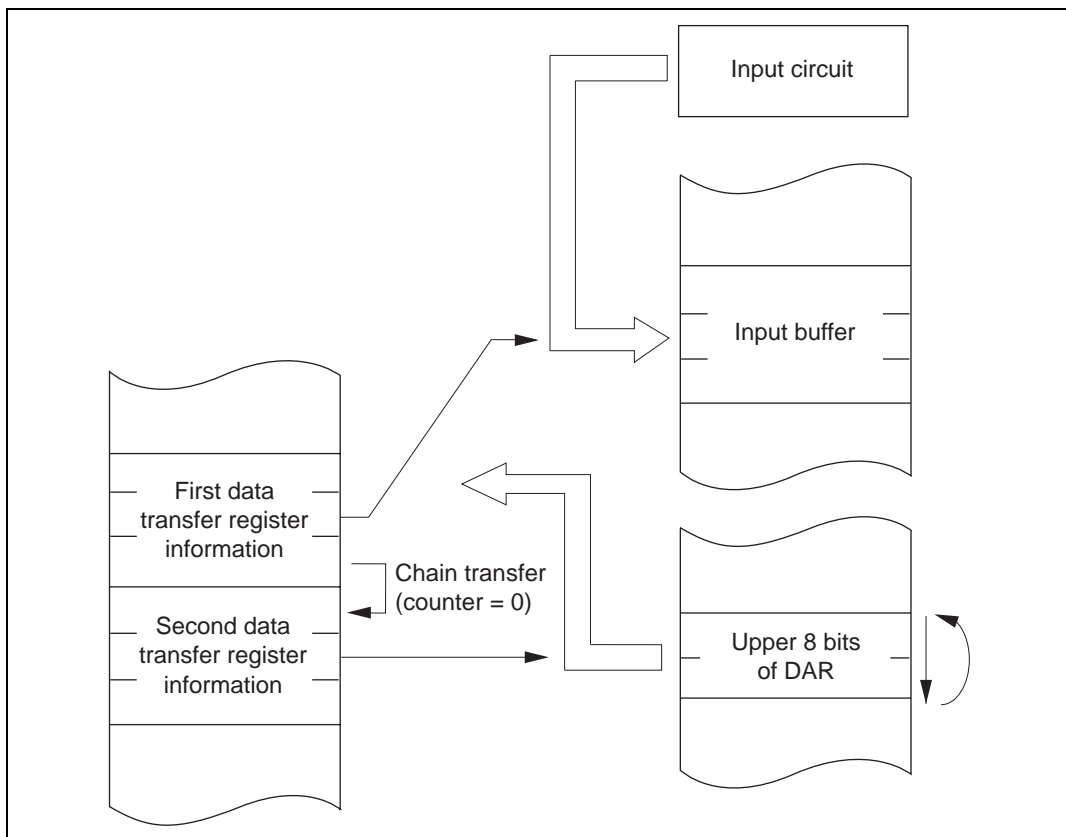 Input circuit
Input buffer
First data
transfer register
information
Chain transfer
(counter = 0)
Second data
transfer register
information
Upper 8 bits
of DAR